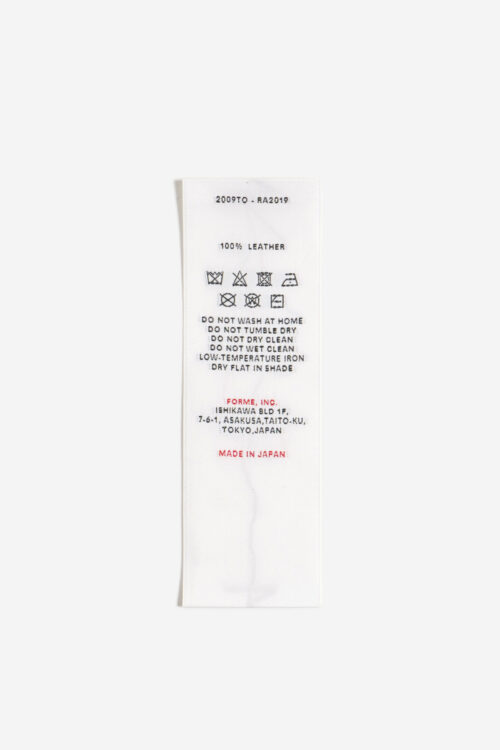 2009TO - RA2019
100% LEATHER
DO NOT WASH AT HOME
DO NOT TUMBLE DRY
DO NOT DRY CLEAN
DO NOT WET CLEAN
LOW-TEMPERATURE IRON
DRY FLAT IN SHADE
FORME, INC.
ISHIKAWA BLD 1F,
7-6-1, ASAKUSA,TAITO-KU,
TOKYO,JAPAN
MADE IN JAPAN